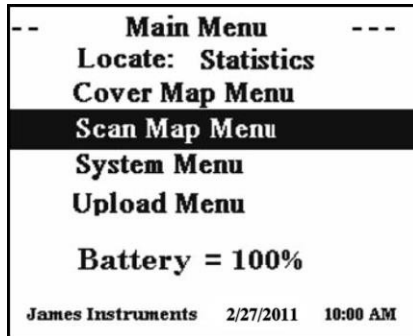 -- Main Menu ---
Locate: Statistics
Cover Map Menu
Scan Map Menu
System Menu
Upload Menu
Battery = 100%
James Instruments 2/27/2011 10:00 AM